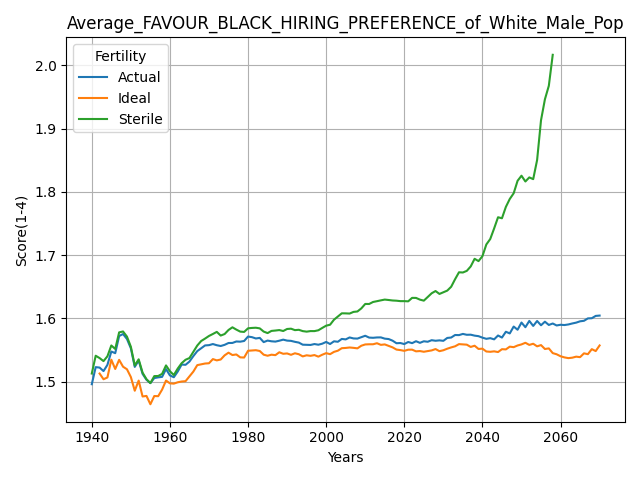 Average_FAVOUR_BLACK_HIRING_PREFERENCE_of_White_Male_Pop
Fertility
Actual
Ideal
Sterile
Score(1-4)
2.0
1.9
1.8
1.7
1.6
1.5
1940
1960
1980
2000
2020
2040
2060
Years